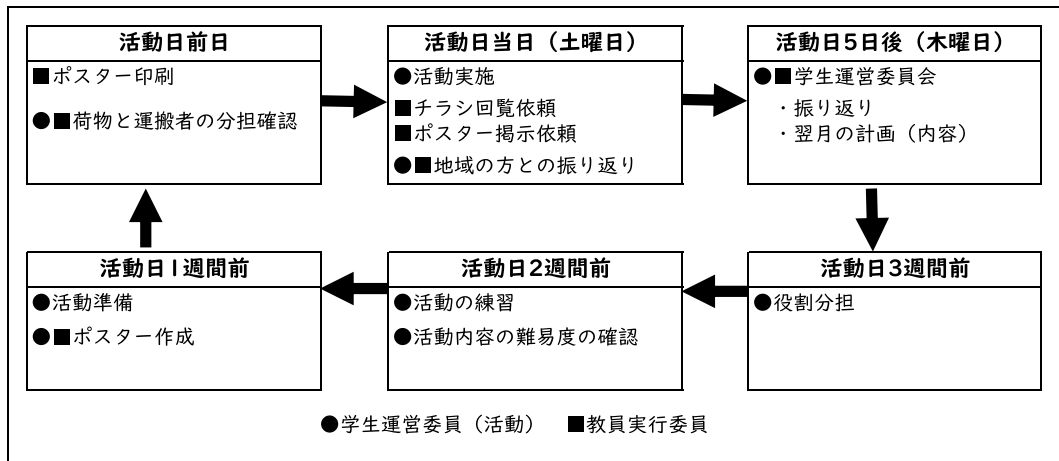 活動日前日
■ポスター印刷
●■荷物と運搬者の分担確認
活動日当日（土曜日）
●活動実施
■チラシ回覧依頼
■ポスター掲示依頼
●■地域の方との振り返り
活動日5日後（木曜日）
●■学生運営委員会
・振り返り
・翌月の計画（内容）
活動日3週間前
●役割分担
活動日2週間前
●活動の練習
●活動内容の難易度の確認
活動日1週間前
●活動準備
●■ポスター作成
●学生運営委員（活動） ■教員実行委員